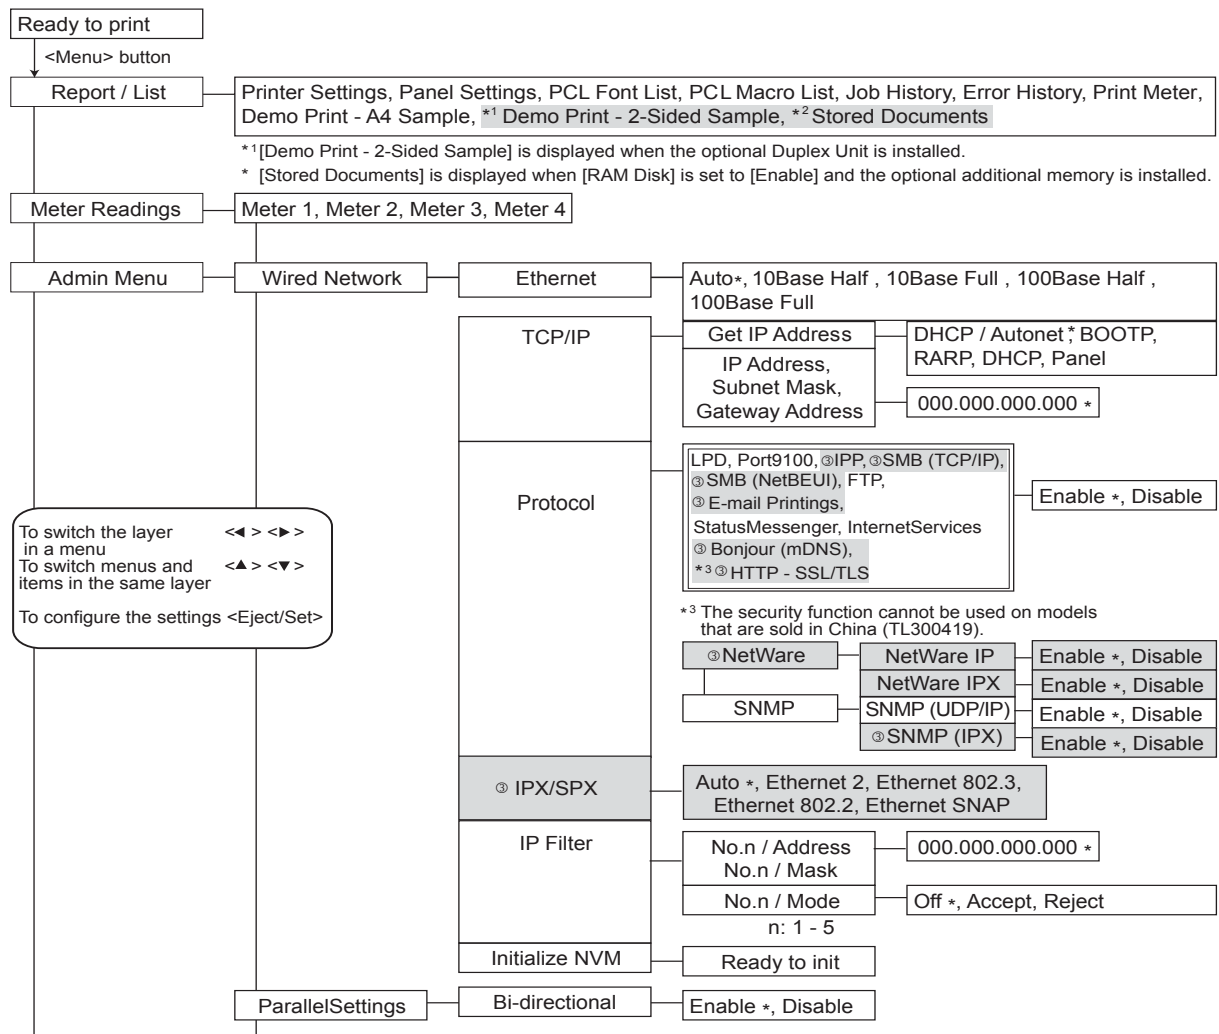 Ready to print
<Menu> button
Report / List
Printer Settings, Panel Settings, PCL Font List, PCL Macro List, Job History, Error History, Print Meter,
Demo Print - A4 Sample, *1 Demo Print - 2-Sided Sample, *2 Stored Documents
*1 [Demo Print - 2-Sided Sample] is displayed when the optional Duplex Unit is installed.
* [Stored Documents] is displayed when [RAM Disk] is set to [Enable] and the optional additional memory is installed.
Meter Readings
Meter 1, Meter 2, Meter 3, Meter 4
Admin Menu
Wired Network
Ethernet
Auto*, 10Base Half , 10Base Full , 100Base Half ,
100Base Full
TCP/IP
Get IP Address
DHCP / Autonet*, BOOTP,
RARP, DHCP, Panel
IP Address,
Subnet Mask,
Gateway Address
000.000.000.000 *
Protocol
LPD, Port9100, ③IPP, ③SMB (TCP/IP),
③SMB (NetBEUI), FTP,
③ E-mail Printings,
StatusMessenger, InternetServices
③ Bonjour (mDNS),
*3 ③ HTTP - SSL/TLS
Enable *, Disable
To switch the layer <◀ > <▶ >
in a menu
To switch menus and <▲ > <▼ >
items in the same layer
To configure the settings <Eject/Set>
*3 The security function cannot be used on models
that are sold in China (TL300419).
③NetWare
NetWare IP
Enable *, Disable
NetWare IPX
Enable *, Disable
SNMP
SNMP (UDP/IP)
Enable *, Disable
③SNMP (IPX)
Enable *, Disable
③ IPX/SPX
Auto *, Ethernet 2, Ethernet 802.3,
Ethernet 802.2, Ethernet SNAP
IP Filter
No.n / Address
No.n / Mask
000.000.000.000 *
No.n / Mode
Off *, Accept, Reject
n: 1 - 5
Initialize NVM
Ready to init
ParallelSettings
Bi-directional
Enable *, Disable